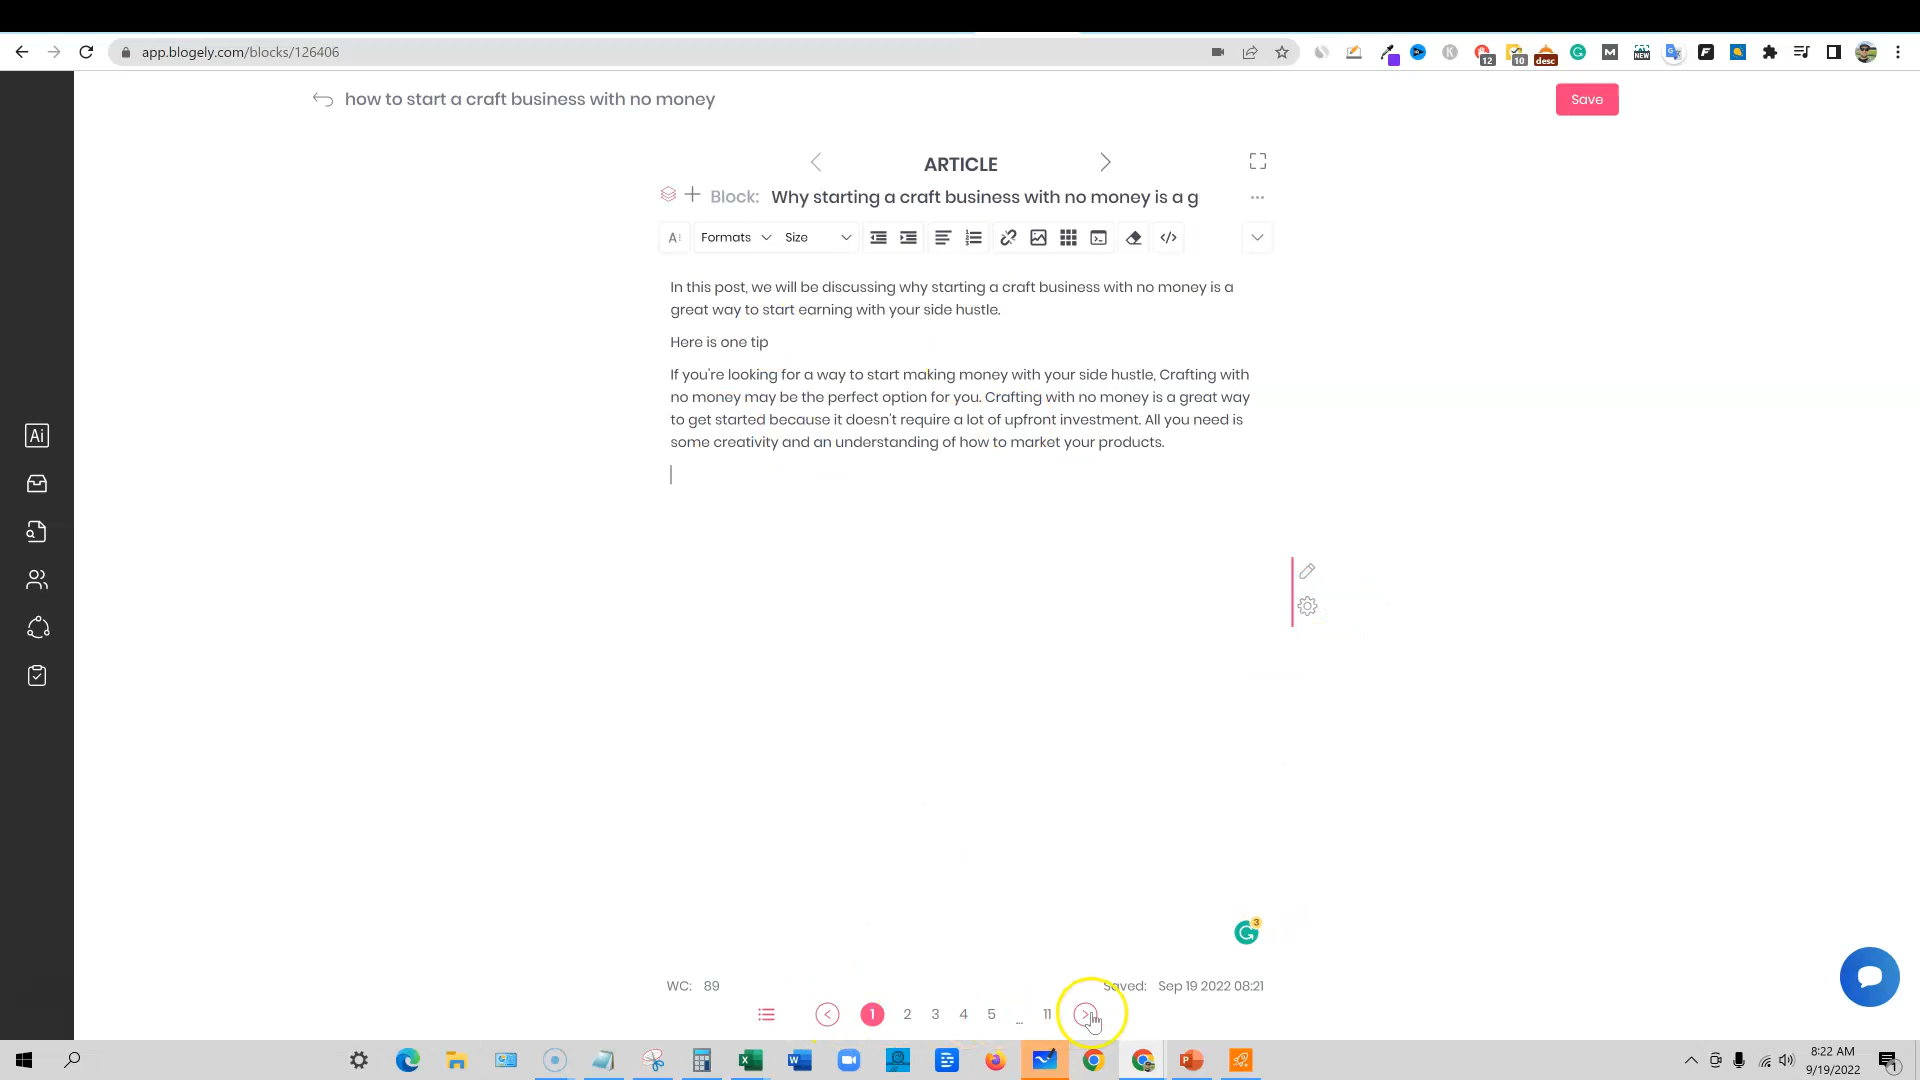 app.blogely.com/blocks/126406
12
10
desc
M
NEW
how to start a craft business with no money
Save
ARTICLE
Block: Why starting a craft business with no money is a g
Formats
Size
In this post, we will be discussing why starting a craft business with no money is a
great way to start earning with your side hustle.
Here is one tip
If you're looking for a way to start making money with your side hustle, Crafting with
no money may be the perfect option for you. Crafting with no money is a great way
to get started because it doesn't require a lot of upfront investment. All you need is
some creativity and an understanding of how to market your products.
Ai
3
WC: 89
Saved: Sep 19 2022 08:21
1 2 3 4 5 ... 11
8:22 AM
9/19/2022